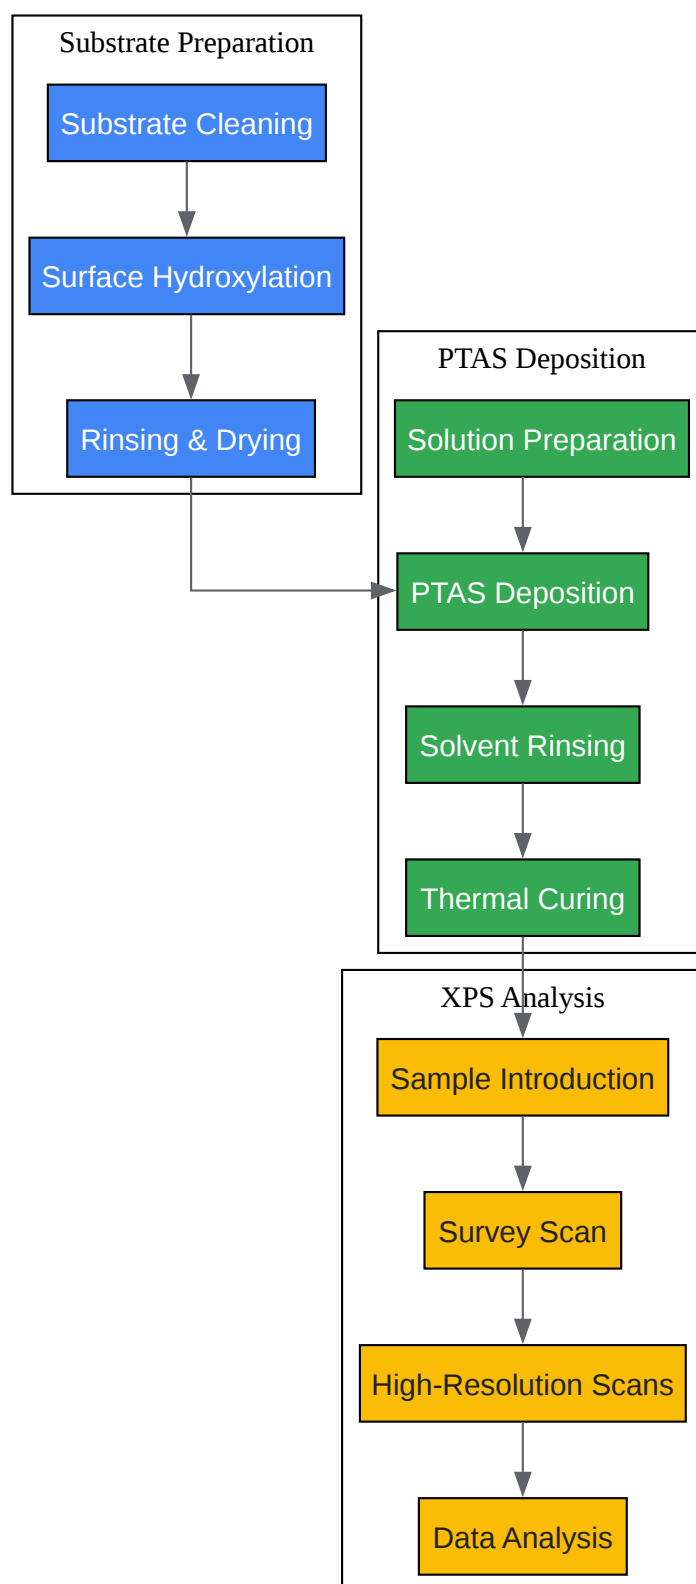 Substrate Preparation
Substrate Cleaning
Surface Hydroxylation
Rinsing & Drying
PTAS Deposition
Solution Preparation
PTAS Deposition
Solvent Rinsing
Thermal Curing
XPS Analysis
Sample Introduction
Survey Scan
High-Resolution Scans
Data Analysis